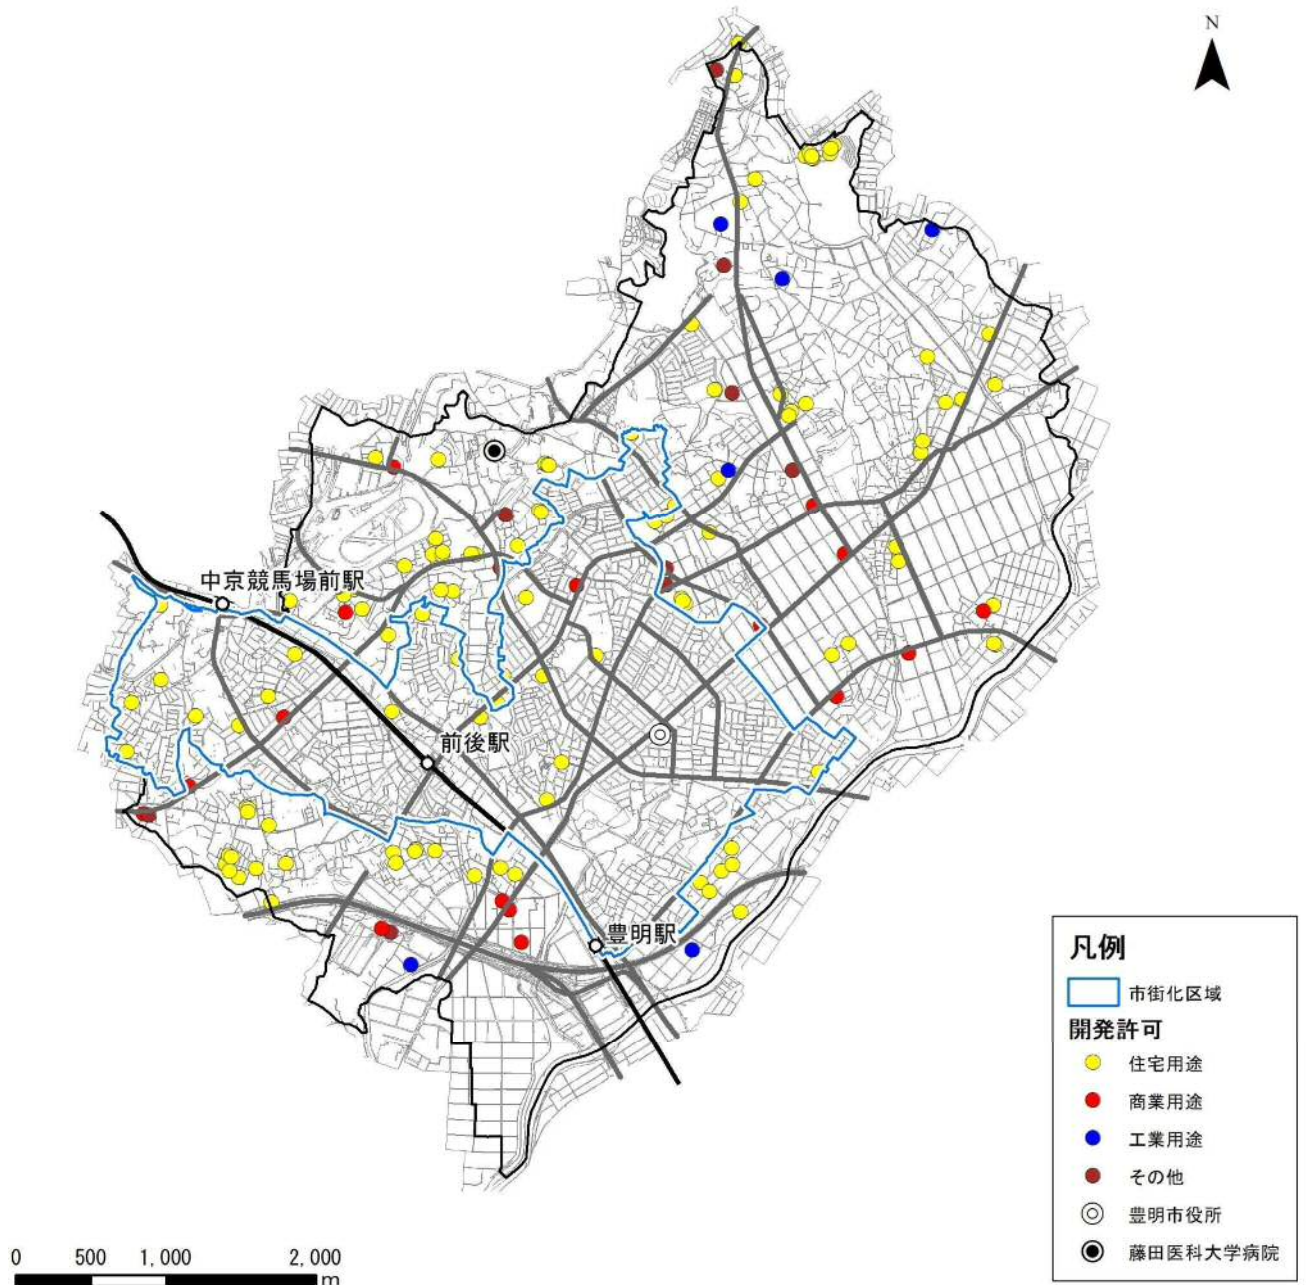 N
中京競馬場前駅
前後駅
豊明駅
凡例
市街化区域
開発許可
住宅用途
商業用途
工業用途
その他
豊明市役所
藤田医科大学病院
0 500 1,000 2,000
m